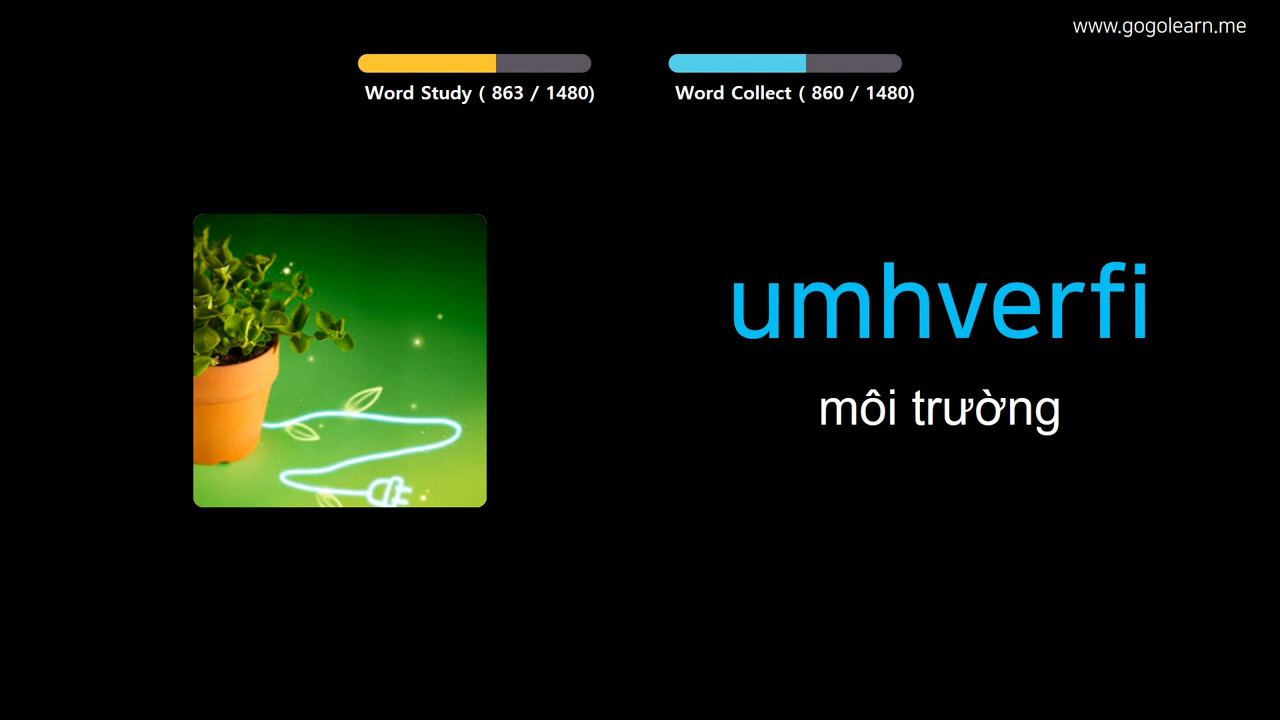 www.gogolearn.me
Word Study ( 863 / 1480)
Word Collect ( 860 / 1480)
umhverfi
môi trường